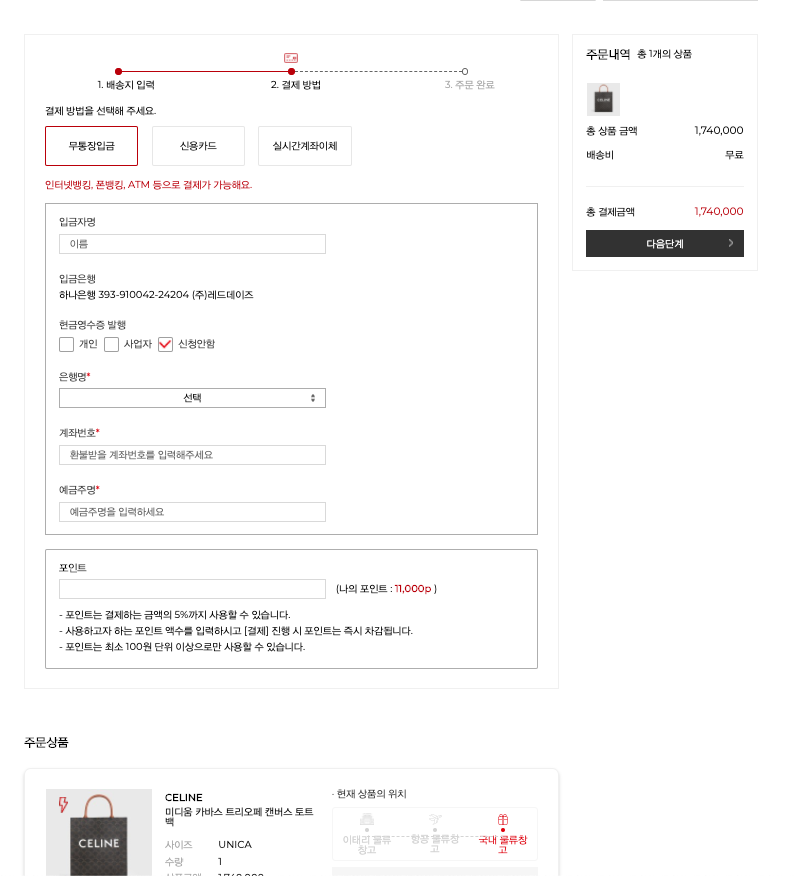 1. 배송지 입력
2. 결제 방법
3. 주문 완료
결제 방법을 선택해 주세요.
무통장입금
신용카드
실시간계좌이체
인터넷뱅킹, 폰뱅킹, ATM 등으로 결제가 가능해요.
입금자명
이름
입금은행
하나은행 393-910042-24204 (주)레드데이즈
현금영수증 발행
개인 사업자 신청안함
은행명*
선택
계좌번호*
환불받을 계좌번호를 입력해주세요
예금주명*
예금주명을 입력하세요
포인트
(나의 포인트 : 11,000p )
- 포인트는 결제하는 금액의 5%까지 사용할 수 있습니다.
- 사용하고자 하는 포인트 액수를 입력하시고 [결제] 진행 시 포인트는 즉시 차감됩니다.
- 포인트는 최소 100원 단위 이상으로만 사용할 수 있습니다.
주문내역 총 1개의 상품
총 상품 금액 1,740,000
배송비 무료
총 결제금액 1,740,000
다음단계
주문상품
CELINE
CELINE
미디움 카바스 트리오페 캔버스 토트
백
사이즈 UNICA
수량 1
상품금액 1,740,000
· 현재 상품의 위치
이태리 물류
창고
항공 물류창
고
국내 물류창
고